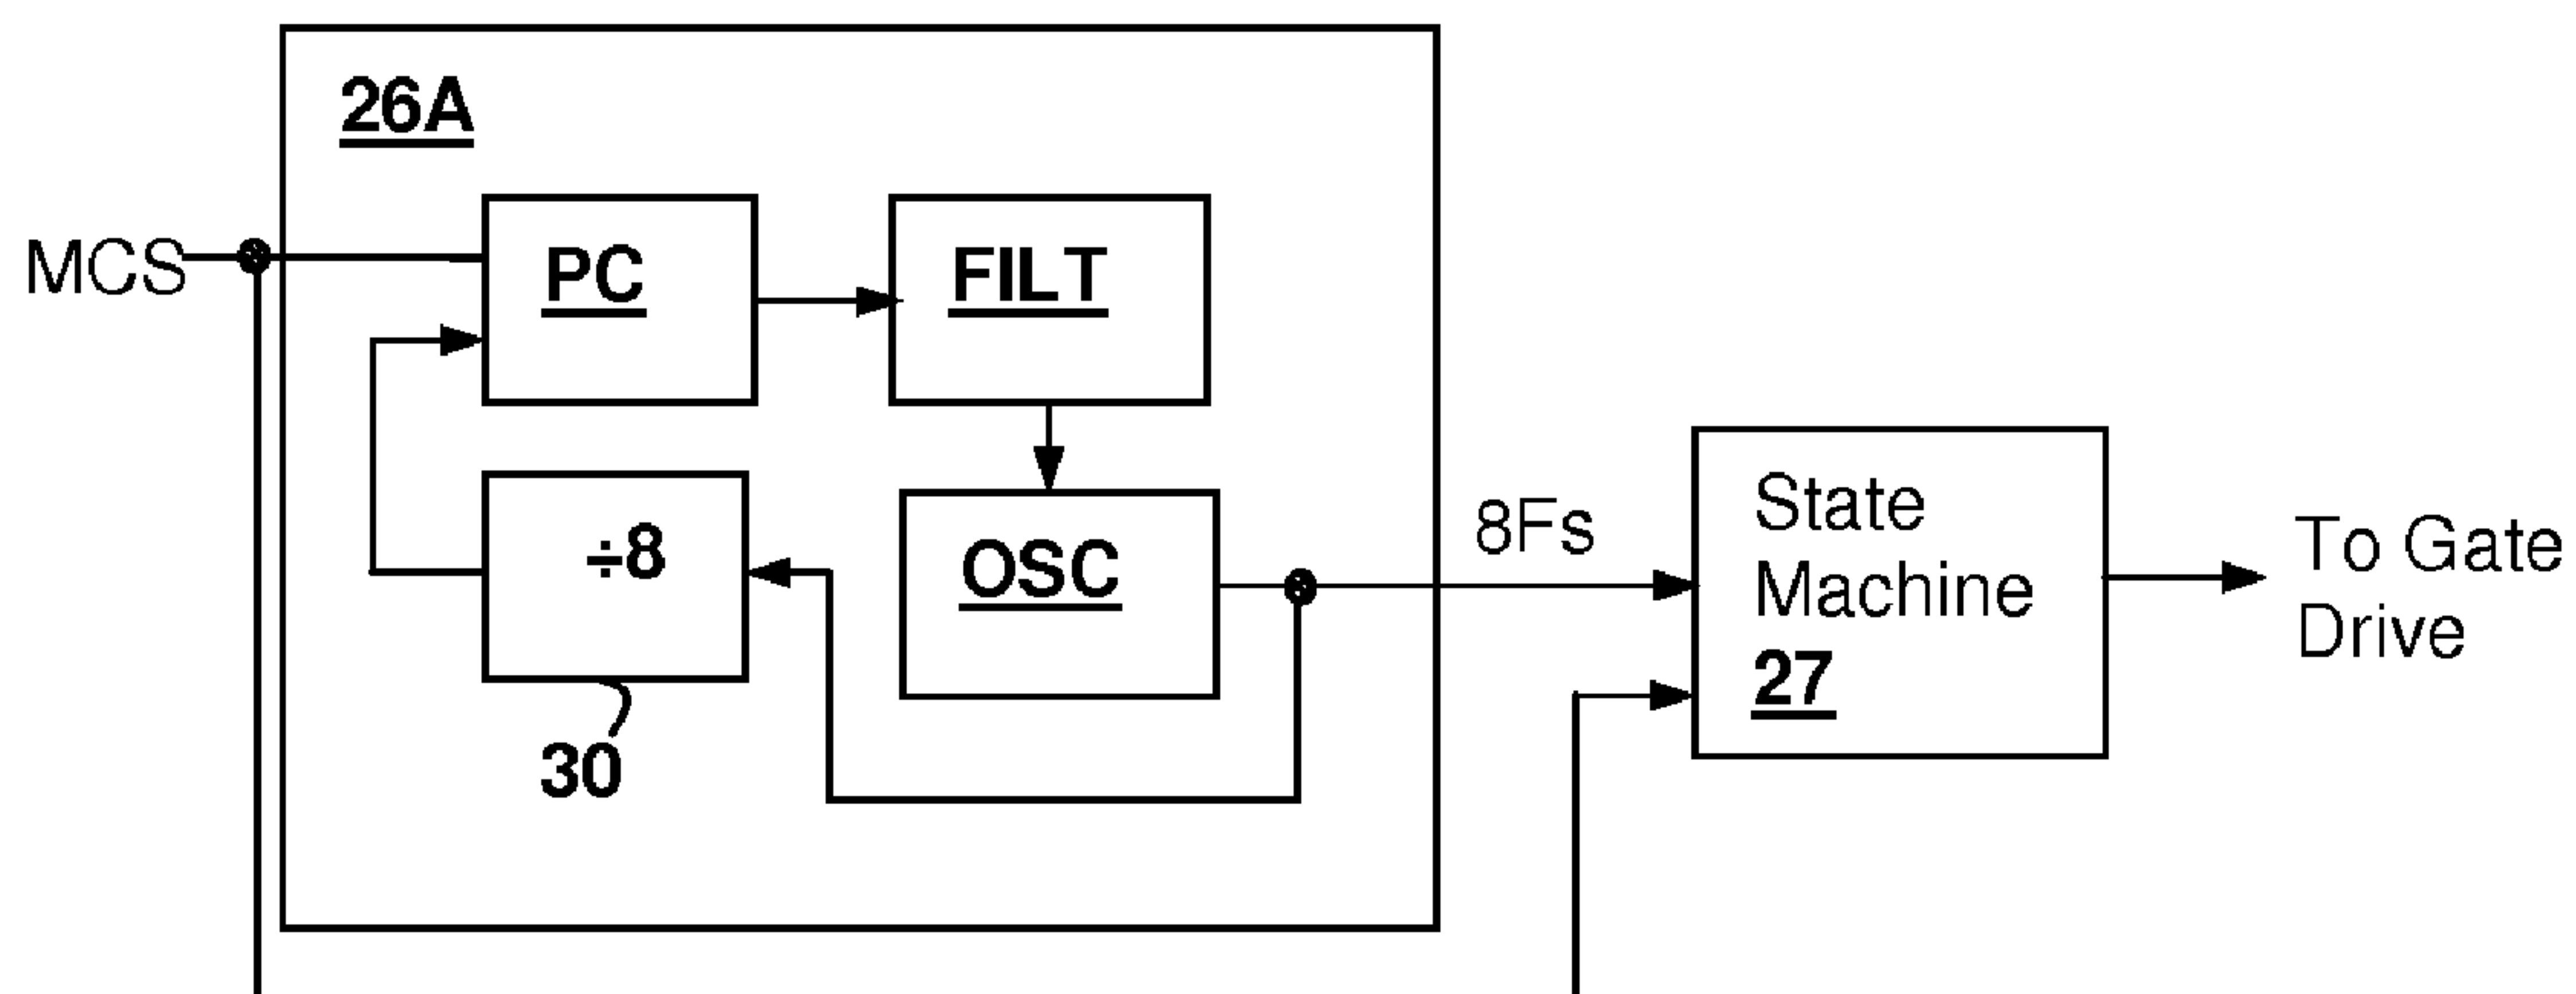 26A
MCS
PC
FILT
÷8
OSC
30
8Fs
State
Machine
27
To Gate
Drive